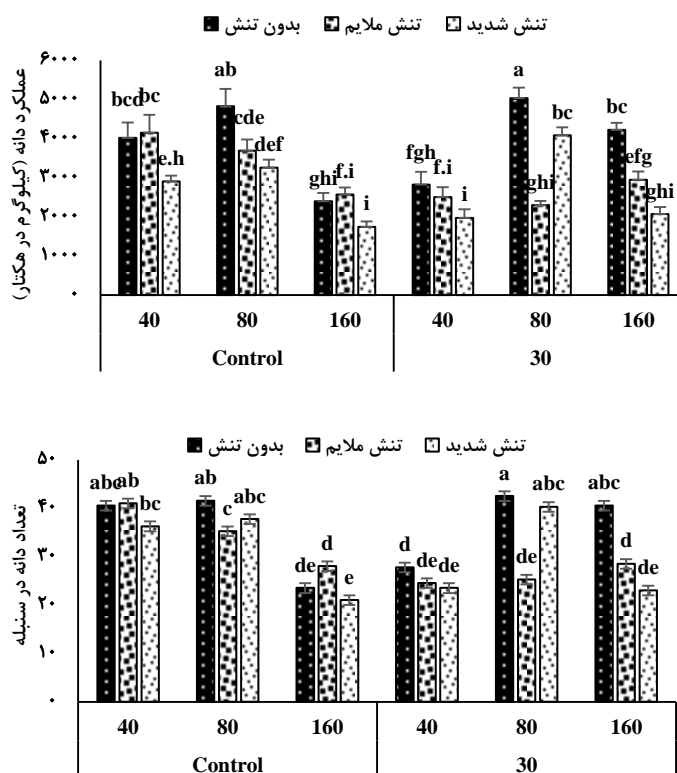 بدون تنش تنش ملایم تنش شدید
عملکرد دانه (کیلوگرم در هکتار)
۶۰۰۰
۵۰۰۰
۴۰۰۰
۳۰۰۰
۲۰۰۰
۱۰۰۰
۰
bcd bc e.h ab cde def ghi f.i i fgh f.i i a ghi bc bc efg ghi
40 80 160 40 80 160
Control 30
بدون تنش تنش ملایم تنش شدید
تعداد دانه در سنبله
۵۰
۴۰
۳۰
۲۰
۱۰
۰
abc ab bc ab c abc de d e d de de a de abc abc d de
40 80 160 40 80 160
Control 30